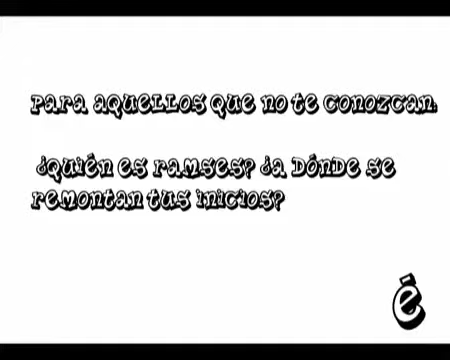 Para aquellos que no te conozcan:
¿Quién es Ramses? ¿A dónde se
remontan tus inicios?
é